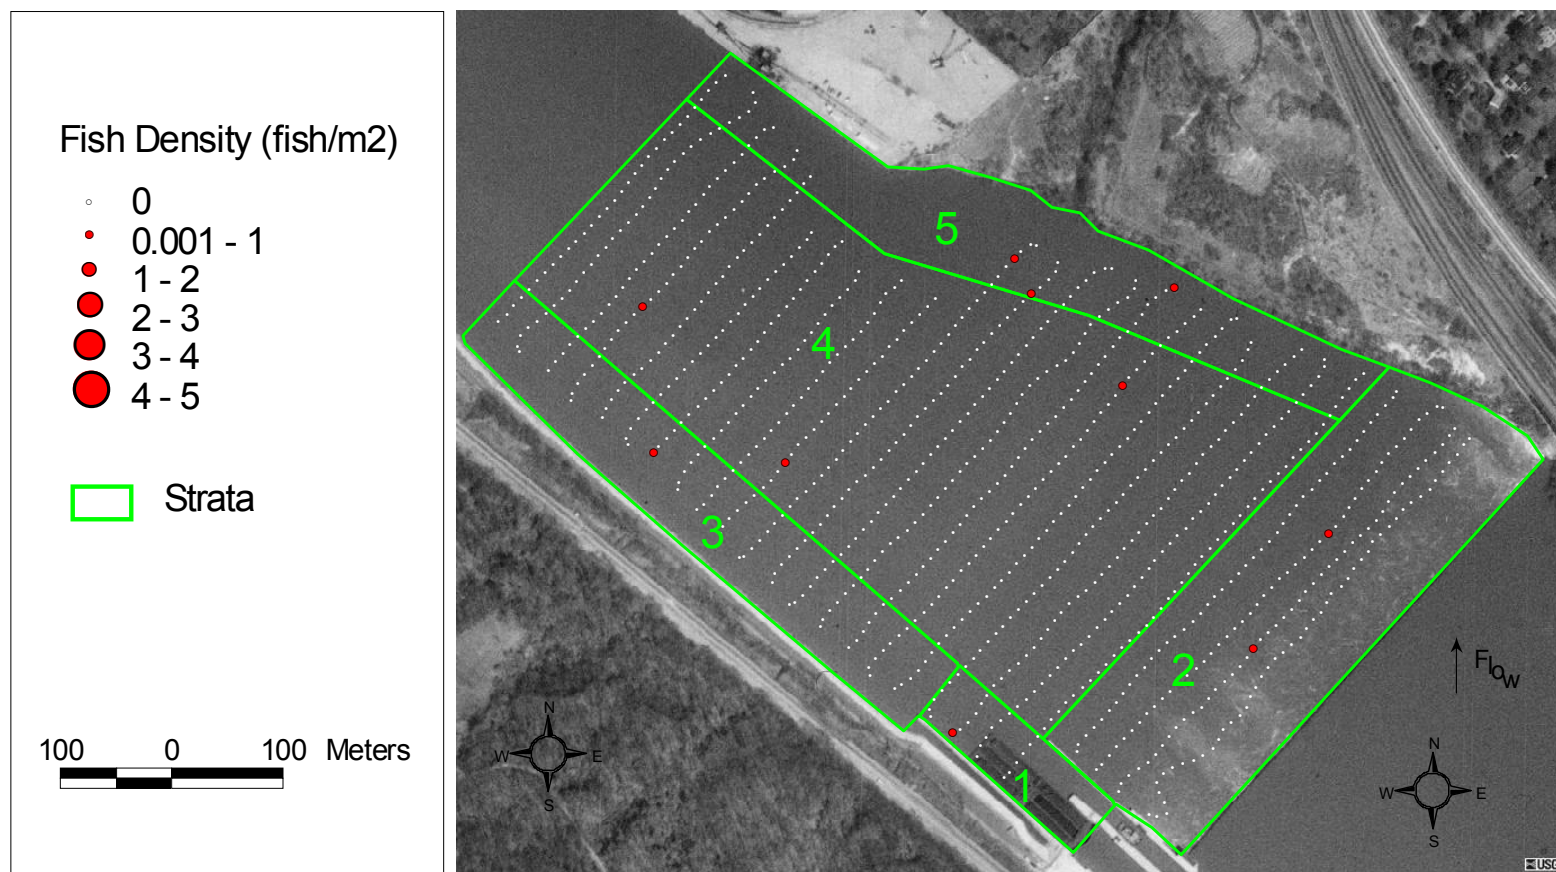 Fish Density (fish/m2)
0
0.001 - 1
1 - 2
2 - 3
3 - 4
4 - 5
Strata
100 0 100 Meters
5
4
3
2
1
Flow
N
W E
S
N
W E
S
USG